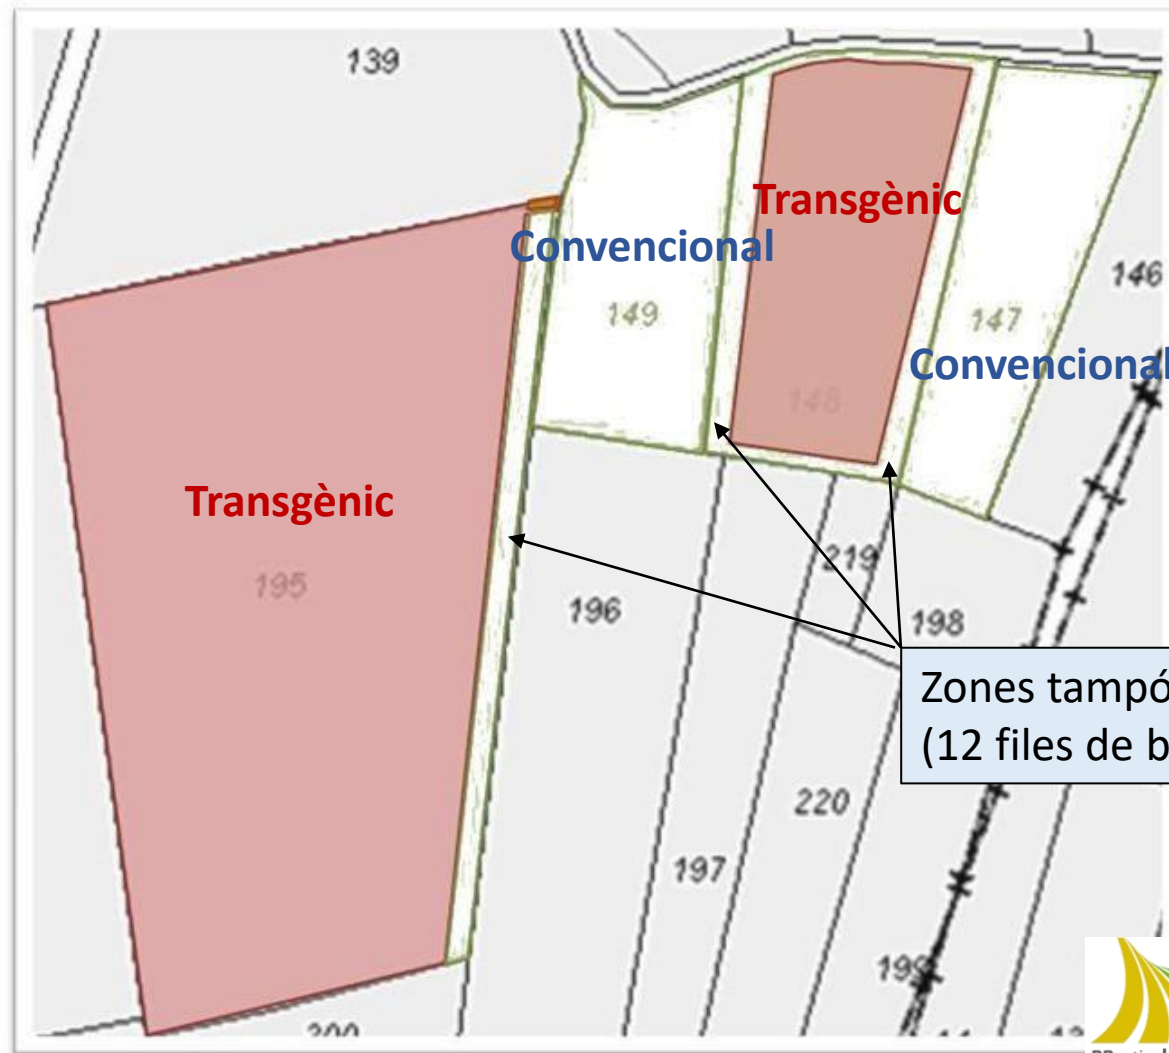 139
Transgènic
Convencional
146
149
147
Convencional
148
Transgènic
195
219
196
198
Zones tampó
(12 files de b
220
197
199
200